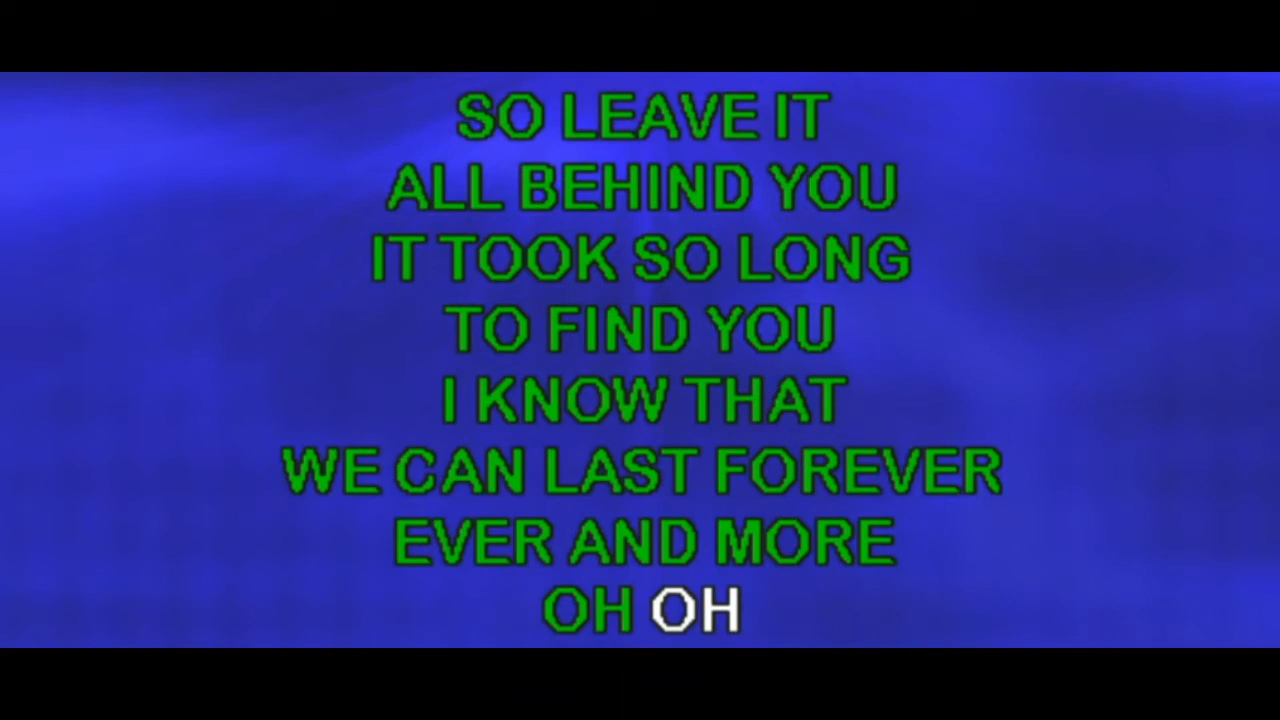 SO LEAVE IT
ALL BEHIND YOU
IT TOOK SO LONG
TO FIND YOU
I KNOW THAT
WE CAN LAST FOREVER
EVER AND MORE
OH OH